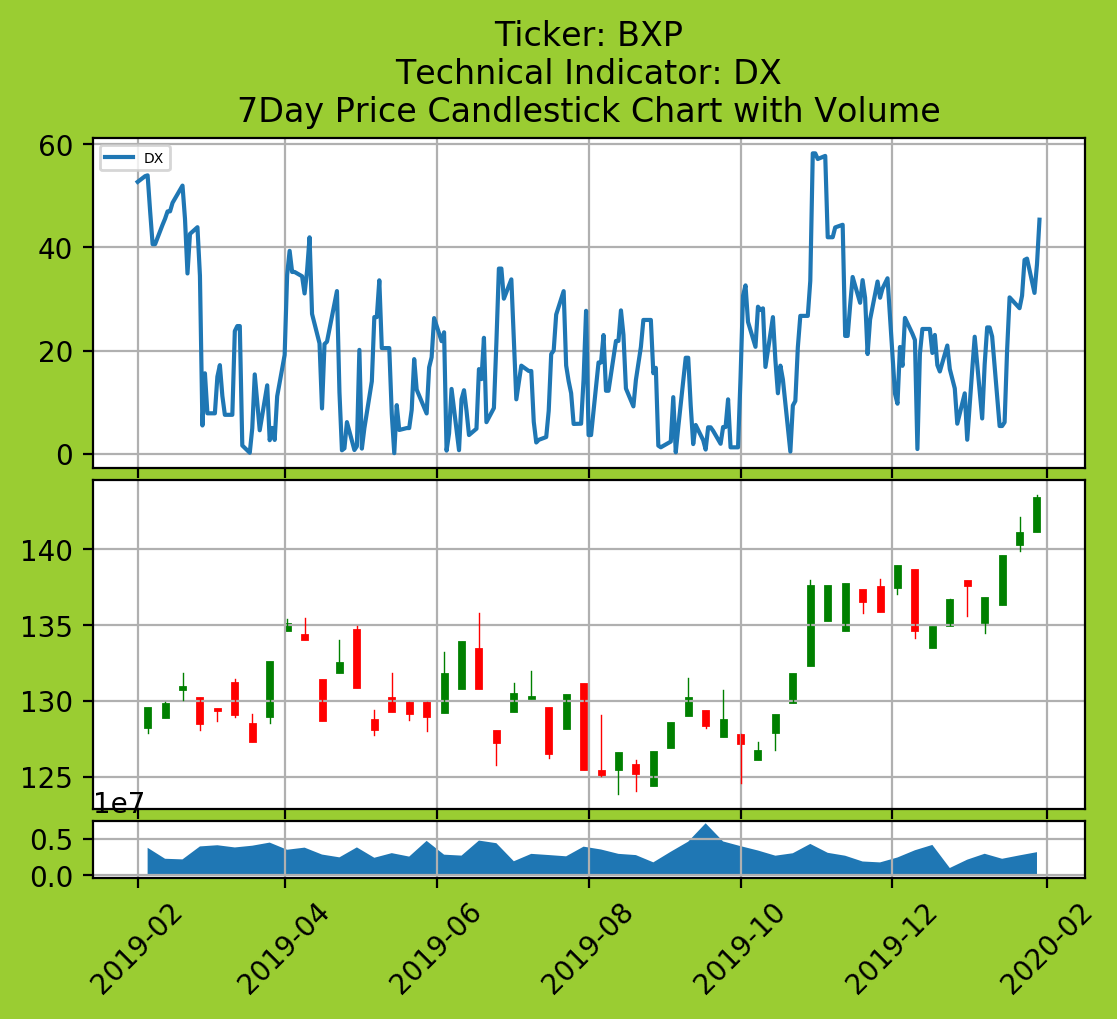 Ticker: BXP
Technical Indicator: DX
7Day Price Candlestick Chart with Volume
60
DX
40
20
0
140
135
130
125
1e7
0.5
0.0
2019-02 2019-04 2019-06 2019-08 2019-10 2019-12 2020-02